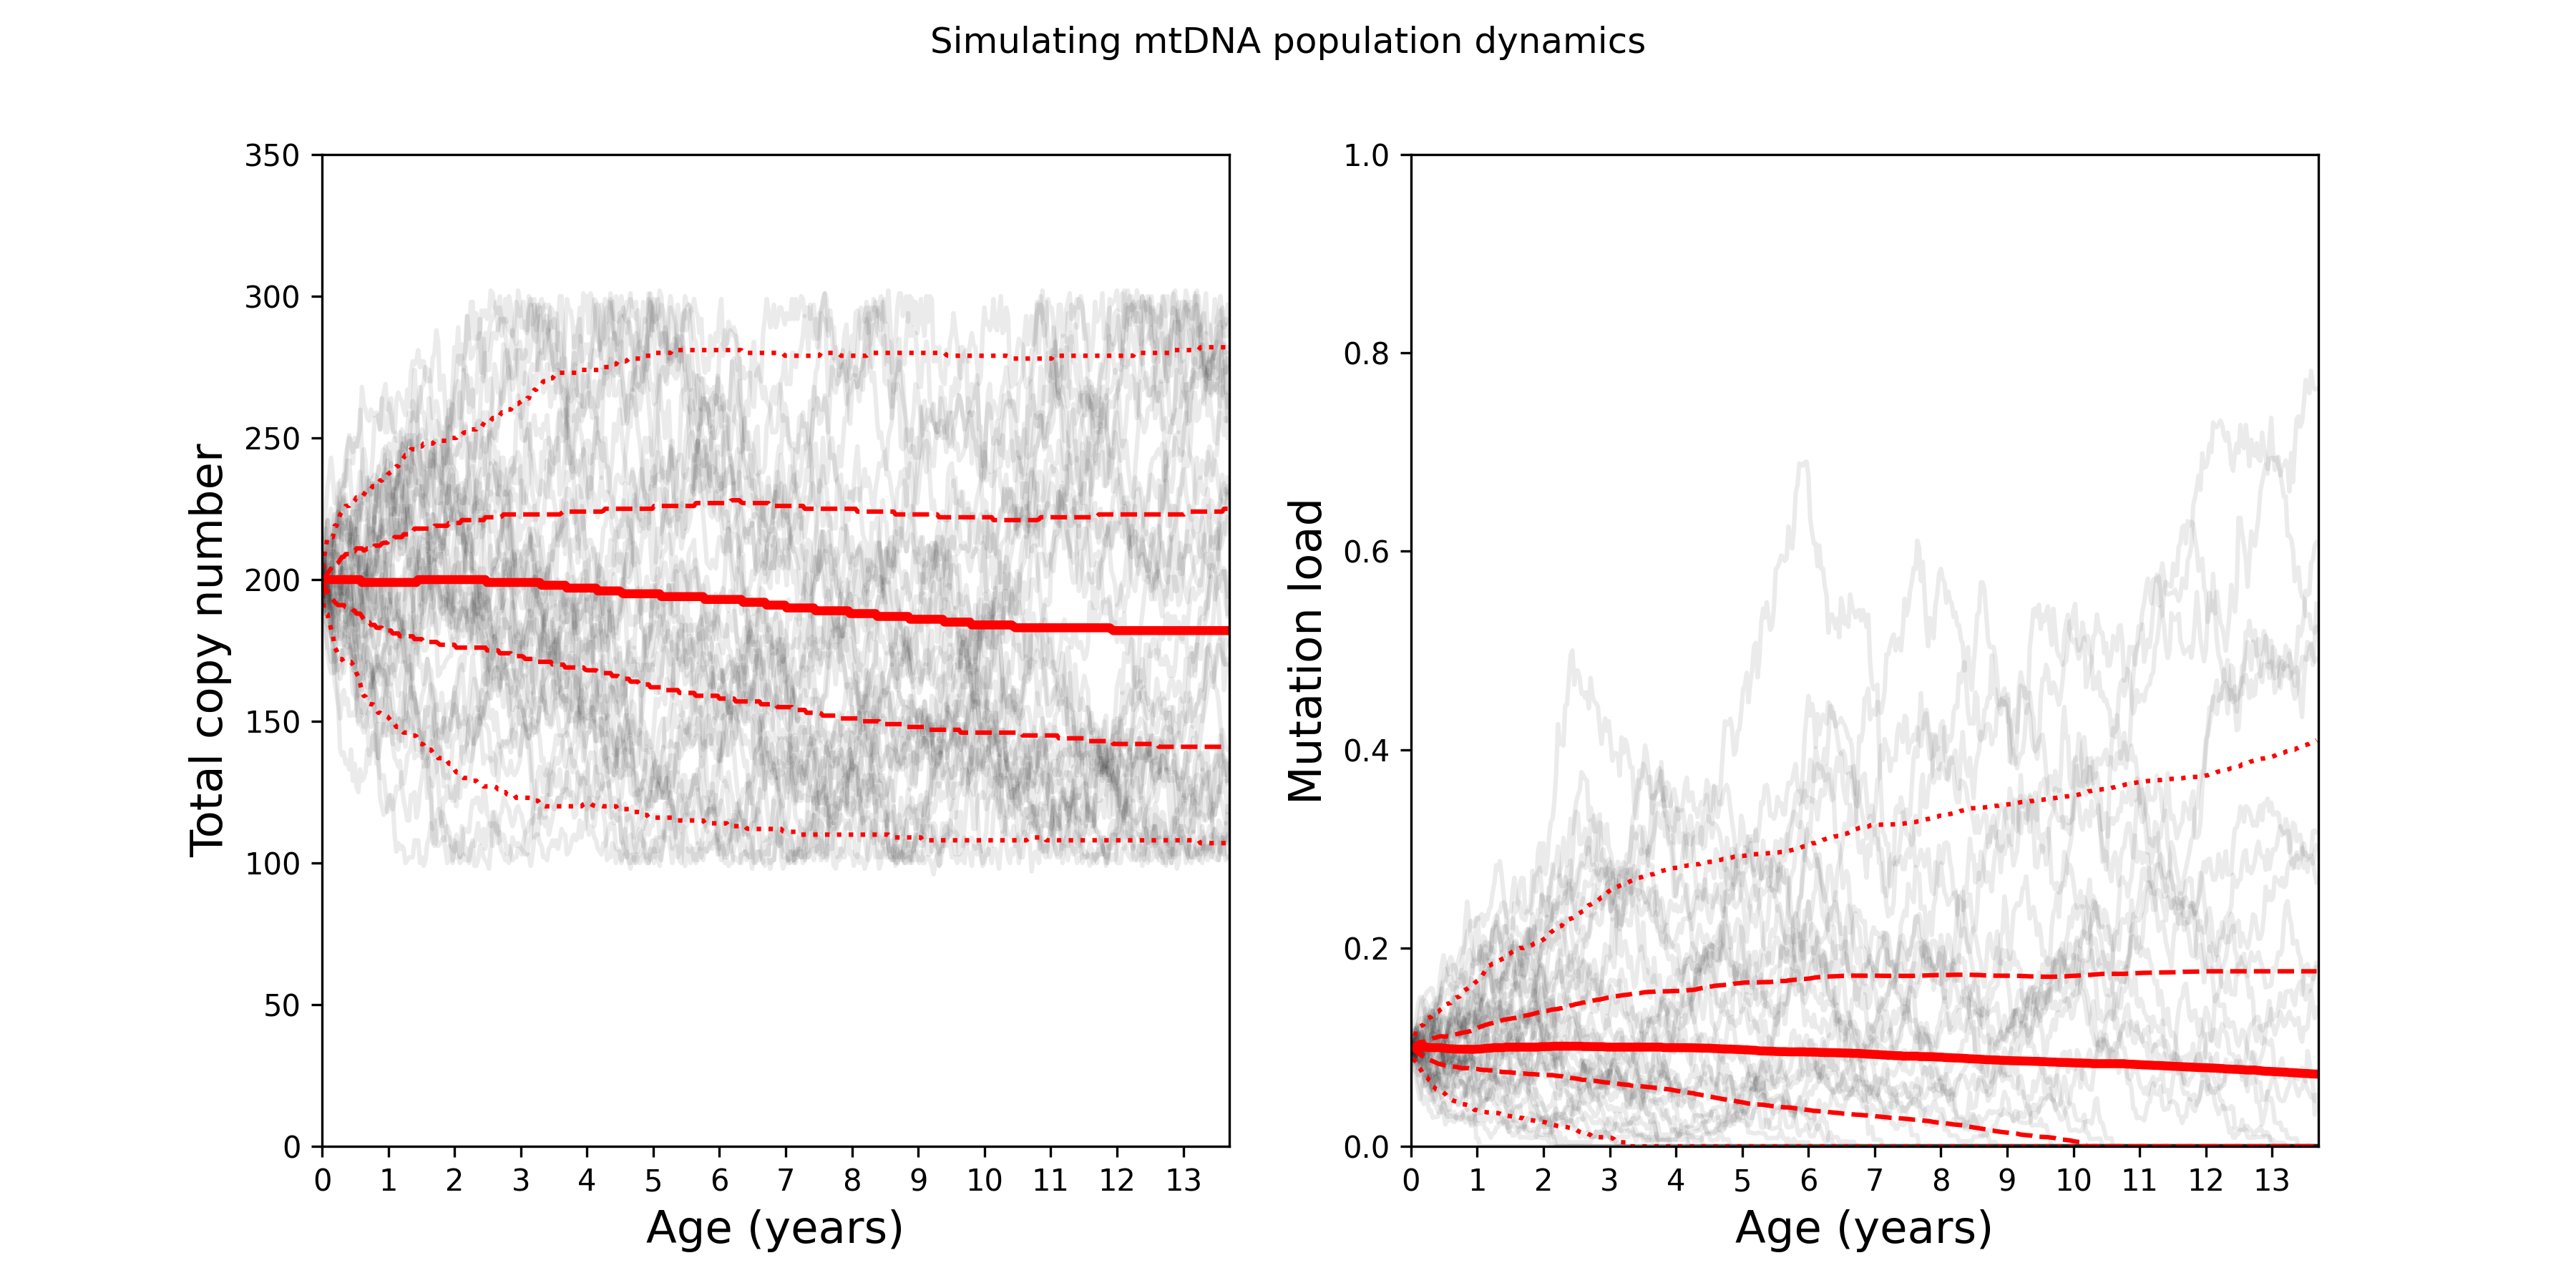 Simulating mtDNA population dynamics
Total copy number
350
300
250
200
150
100
50
0
0 1 2 3 4 5 6 7 8 9 10 11 12 13
Age (years)
Mutation load
1.0
0.8
0.6
0.4
0.2
0.0
0 1 2 3 4 5 6 7 8 9 10 11 12 13
Age (years)